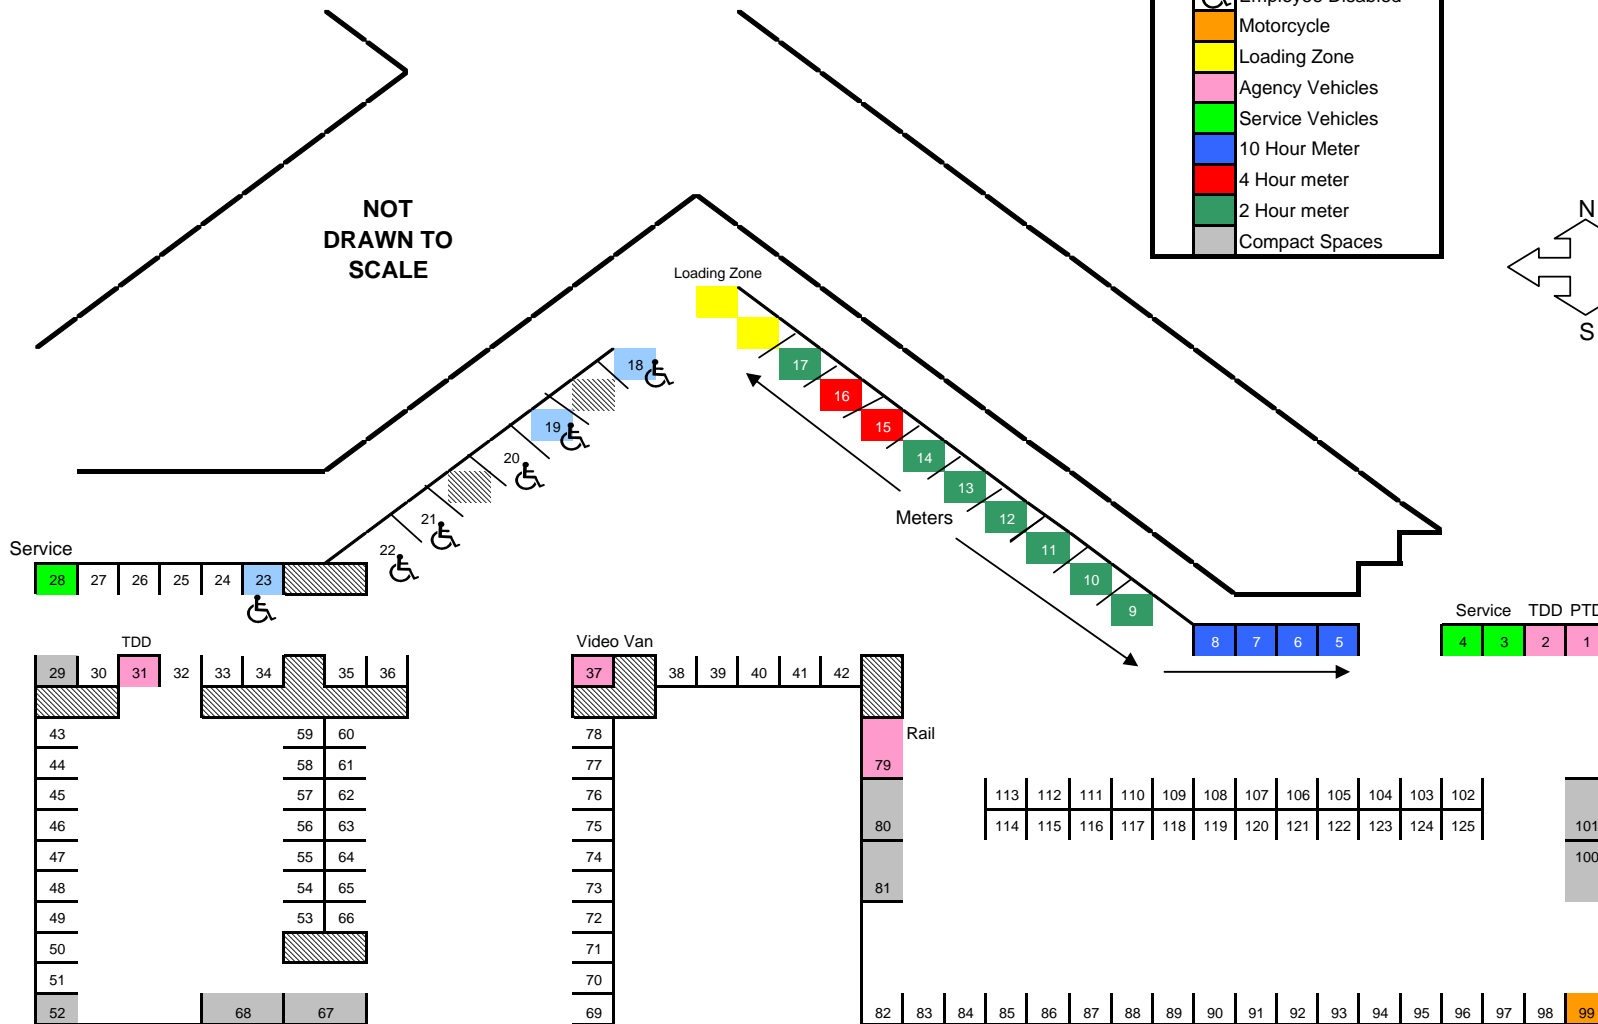 Employee Disabled
Motorcycle
Loading Zone
Agency Vehicles
Service Vehicles
10 Hour Meter
4 Hour meter
2 Hour meter
Compact Spaces
N
S
NOT
DRAWN TO
SCALE
Loading Zone
18
17
16
19
15
20
14
13
21
12
Meters
22
11
Service
28 27 26 25 24 23
10
9
Service TDD PTD
8 7 6 5 4 3 2 1
TDD
Video Van
29 30 31 32 33 34 35 36 37 38 39 40 41 42
43 59 60 78 Rail
44 58 61 77 79
45 57 62 76 113 112 111 110 109 108 107 106 105 104 103 102
46 56 63 75 80 114 115 116 117 118 119 120 121 122 123 124 125 101
47 55 64 74 100
48 54 65 73 81
49 53 66 72
50 71
51 70
52 68 67 69 82 83 84 85 86 87 88 89 90 91 92 93 94 95 96 97 98 99